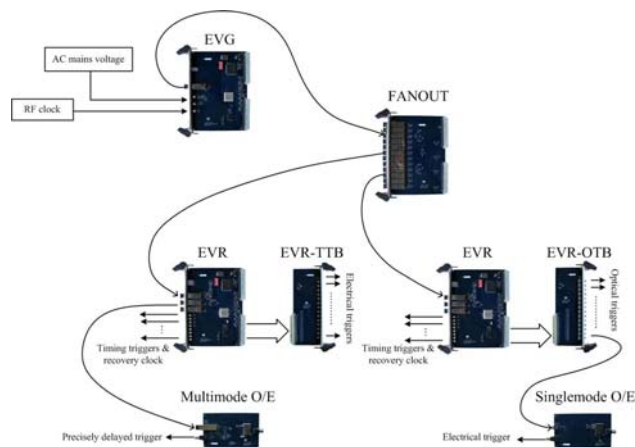 EVG
AC mains voltage
RF clock
FANOUT
EVR
EVR-TTB
Electrical triggers
Timing triggers &
recovery clock
EVR
EVR-OTB
Optical triggers
Timing triggers &
recovery clock
Multimode O/E
Precisely delayed trigger
Singlemode O/E
Electrical trigger